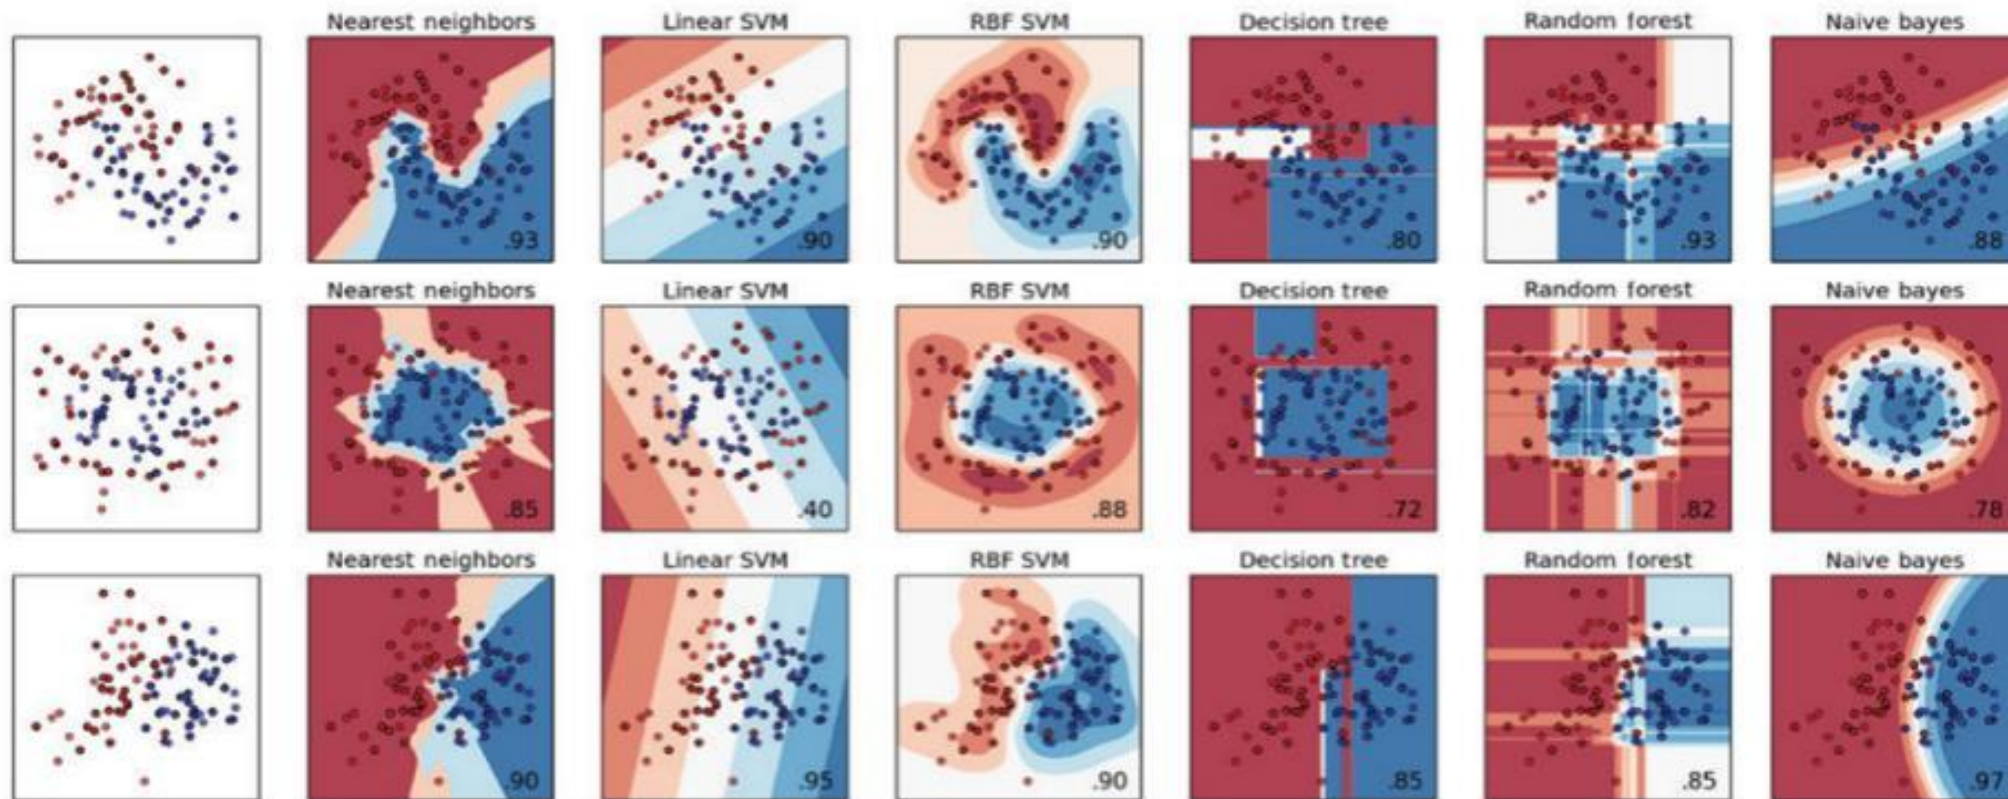 Nearest neighbors Linear SVM RBF SVM Decision tree Random forest Naive bayes
.93 .90 .90 .80 .93 .88
Nearest neighbors Linear SVM RBF SVM Decision tree Random forest Naive bayes
.85 .40 .88 .72 .82 .78
Nearest neighbors Linear SVM RBF SVM Decision tree Random forest Naive bayes
.90 .95 .90 .85 .85 .97